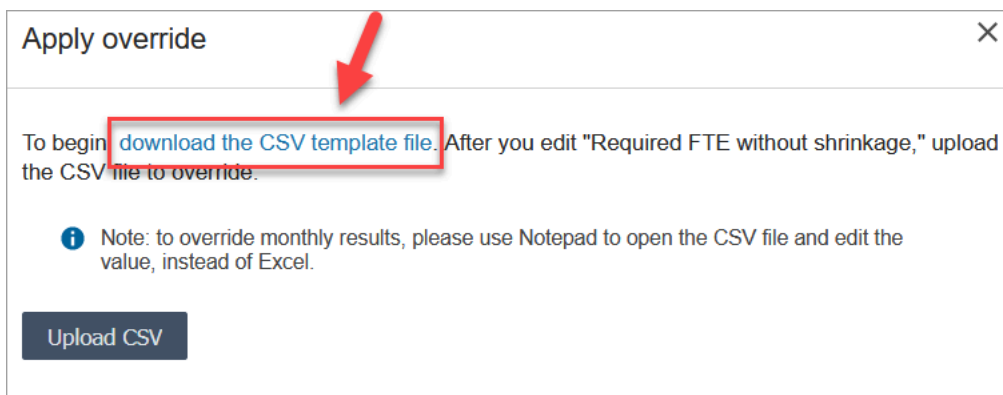 Apply override
To begin, download the CSV template file. After you edit "Required FTE without shrinkage," upload
the CSV file to override.
Note: to override monthly results, please use Notepad to open the CSV file and edit the
value, instead of Excel.
Upload CSV